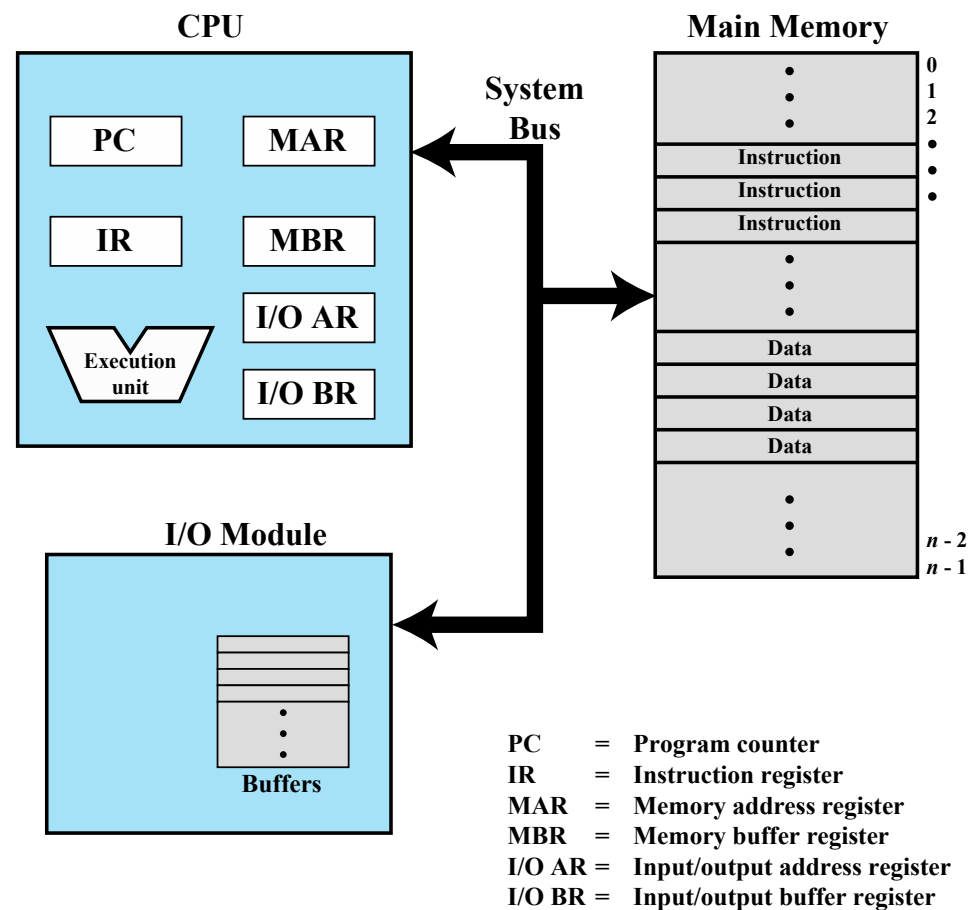 CPU
Main Memory
System
Bus
PC
MAR
IR
MBR
I/O AR
I/O BR
Execution
unit
0
1
2
Instruction
Instruction
Instruction
Data
Data
Data
Data
n - 2
n - 1
I/O Module
Buffers
PC = Program counter
IR = Instruction register
MAR = Memory address register
MBR = Memory buffer register
I/O AR = Input/output address register
I/O BR = Input/output buffer register